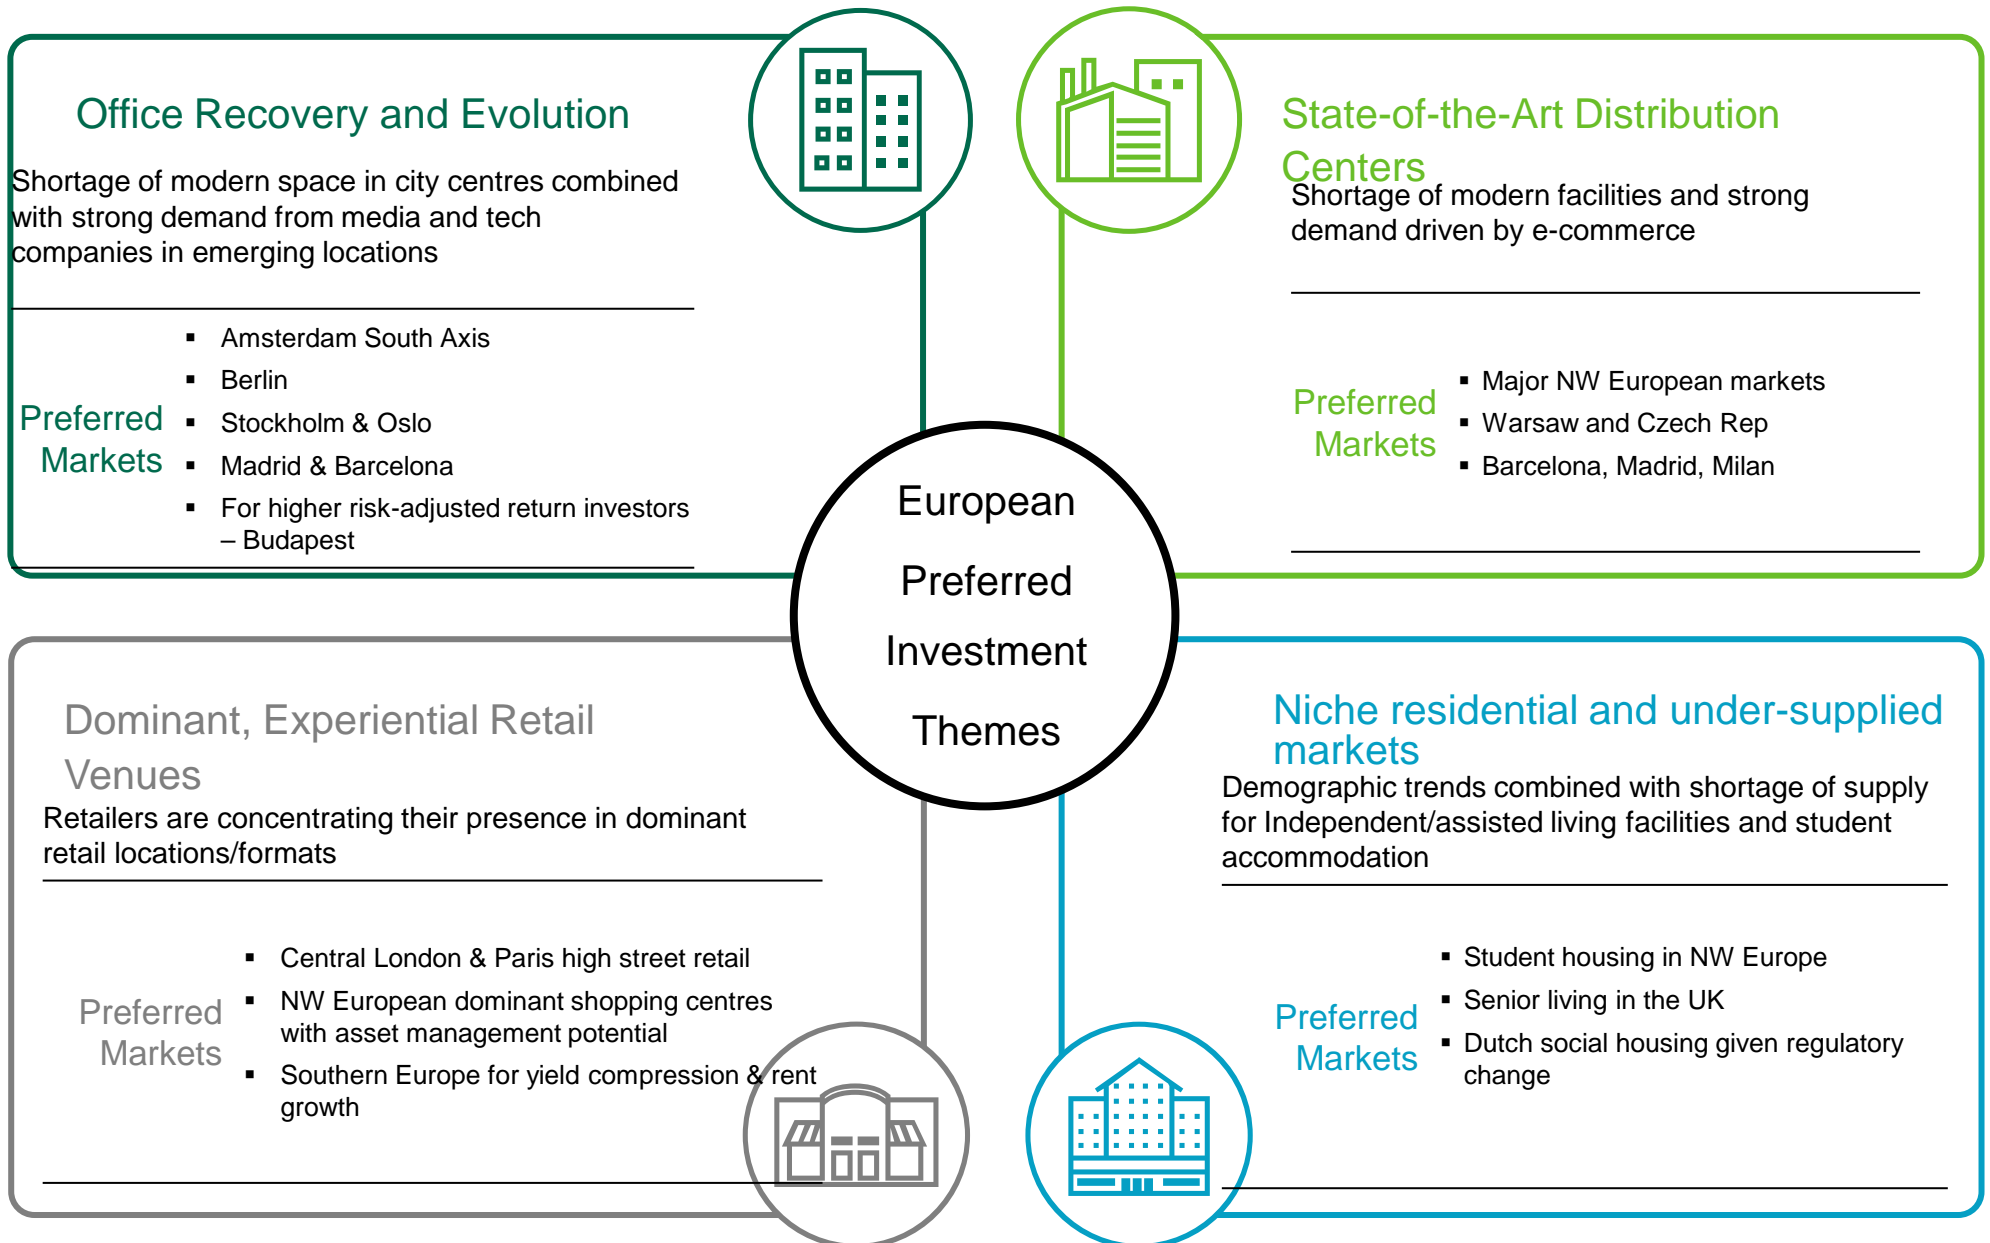 Office Recovery and Evolution
Shortage of modern space in city centres combined
with strong demand from media and tech
companies in emerging locations
Preferred
Markets
▪ Amsterdam South Axis
▪ Berlin
▪ Stockholm & Oslo
▪ Madrid & Barcelona
▪ For higher risk-adjusted return investors
– Budapest
State-of-the-Art Distribution
Centers
Shortage of modern facilities and strong
demand driven by e-commerce
Preferred
Markets
▪ Major NW European markets
▪ Warsaw and Czech Rep
▪ Barcelona, Madrid, Milan
European
Preferred
Investment
Themes
Dominant, Experiential Retail
Venues
Retailers are concentrating their presence in dominant
retail locations/formats
Preferred
Markets
▪ Central London & Paris high street retail
▪ NW European dominant shopping centres
with asset management potential
▪ Southern Europe for yield compression & rent
growth
Niche residential and under-supplied
markets
Demographic trends combined with shortage of supply
for Independent/assisted living facilities and student
accommodation
Preferred
Markets
▪ Student housing in NW Europe
▪ Senior living in the UK
▪ Dutch social housing given regulatory
change